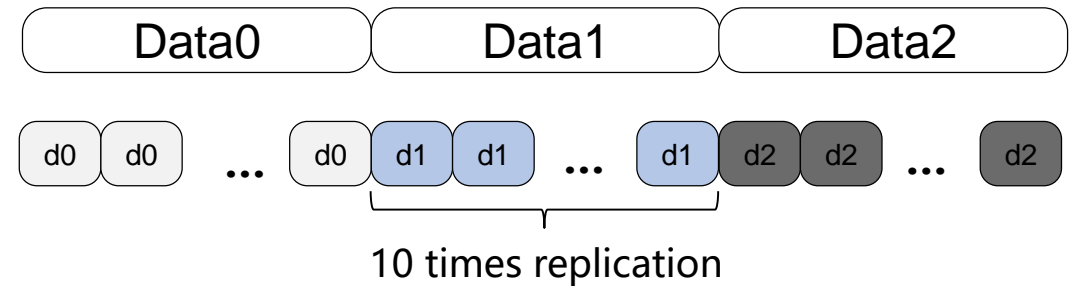 Data0 Data1 Data2
d0 d0 ... d0 d1 d1 ... d1 d2 d2 ... d2
10 times replication